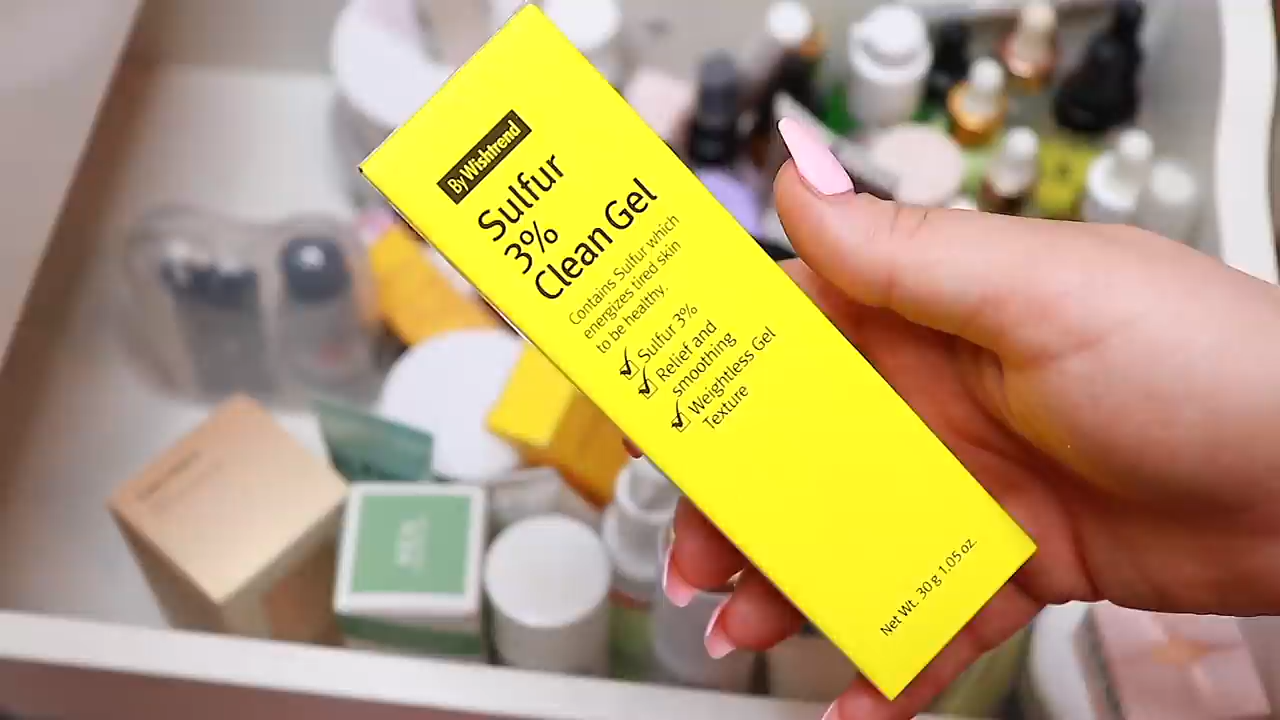 By Wishtrend
Sulfur
3%
Clean Gel
Contains Sulfur which
energizes tired skin
to be healthy.
Sulfur 3%
Relief and
smoothing
Weightless Gel
Texture
Net Wt. 30g 1.05 oz.